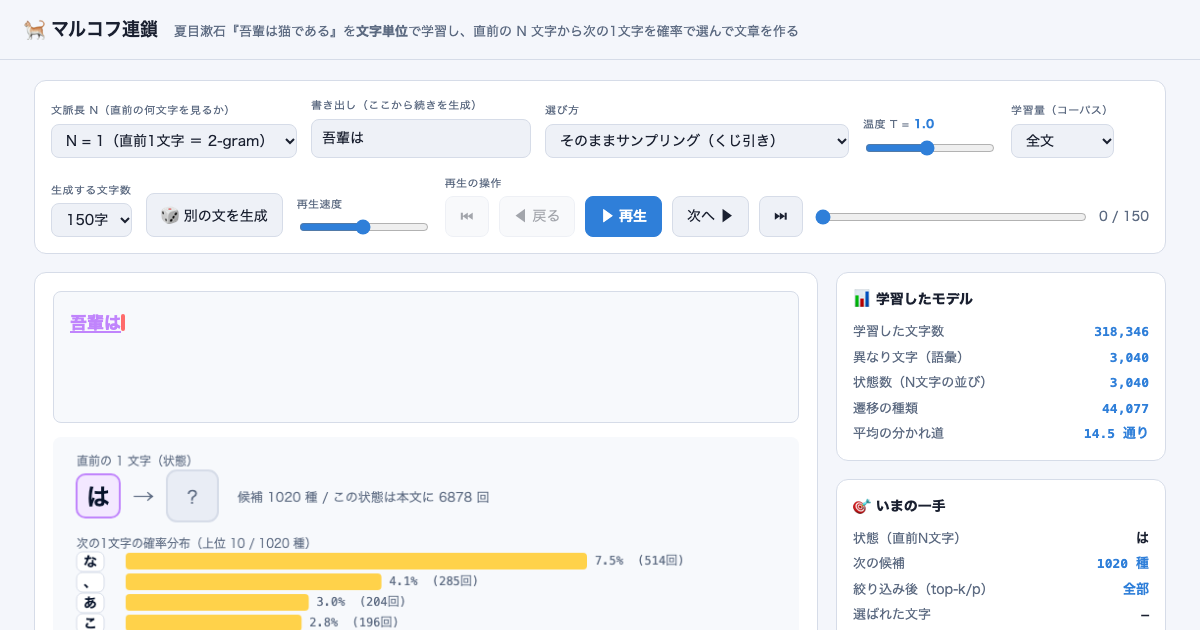 🐈 マルコフ連鎖 夏目漱石『吾輩は猫である』を文字単位で学習し、直前の N 文字から次の1文字を確率で選んで文章を作る
文脈長 N（直前の何文字を見るか）
N = 1（直前1文字 ＝ 2-gram）
書き出し（ここから続きを生成）
吾輩は
選び方
そのままサンプリング（くじ引き）
温度 T = 1.0
学習量（コーパス）
全文
生成する文字数
150字
🎲 別の文を生成
再生速度
再生の操作
⏮
◀ 戻る
▶ 再生
次へ ▶
⏭
0 / 150
吾輩は
直前の 1 文字（状態）
は → ? 候補 1020 種 / この状態は本文に 6878 回
次の1文字の確率分布（上位 10 / 1020 種）
な 7.5% (514回)
、 4.1% (285回)
あ 3.0% (204回)
こ 2.8% (196回)
📊 学習したモデル
学習した文字数 318,346
異なり文字（語彙） 3,040
状態数（N文字の並び） 3,040
遷移の種類 44,077
平均の分かれ道 14.5 通り
🎯 いまの一手
状態（直前N文字） は
次の候補 1020 種
絞り込み後（top-k/p） 全部
選ばれた文字 –